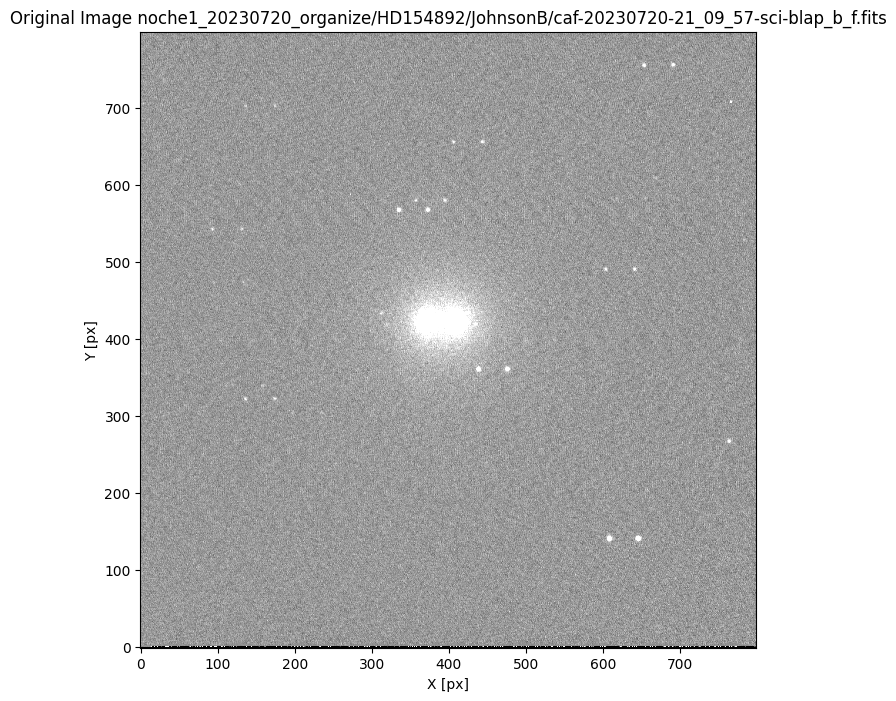 Original Image noche1_20230720_organize/HD154892/JohnsonB/caf-20230720-21_09_57-sci-blap_b_f.fits
700
600
500
400
300
200
100
0
Y [px]
0 100 200 300 400 500 600 700
X [px]